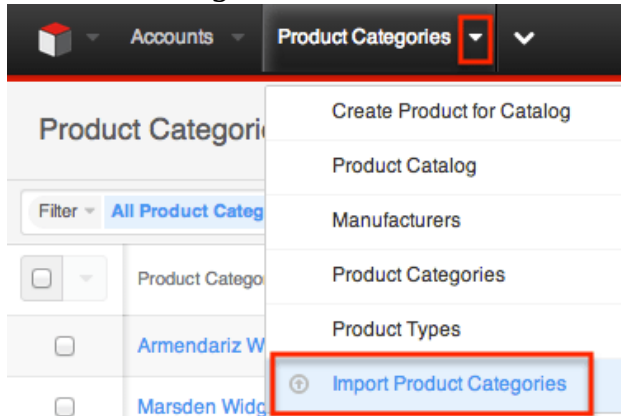 Accounts Product Categories
Product Categori
Create Product for Catalog
Product Catalog
Filter All Product Categ
Manufacturers
Product Catego
Product Categories
Product Types
Armendariz W
Import Product Categories
Marsden Widg